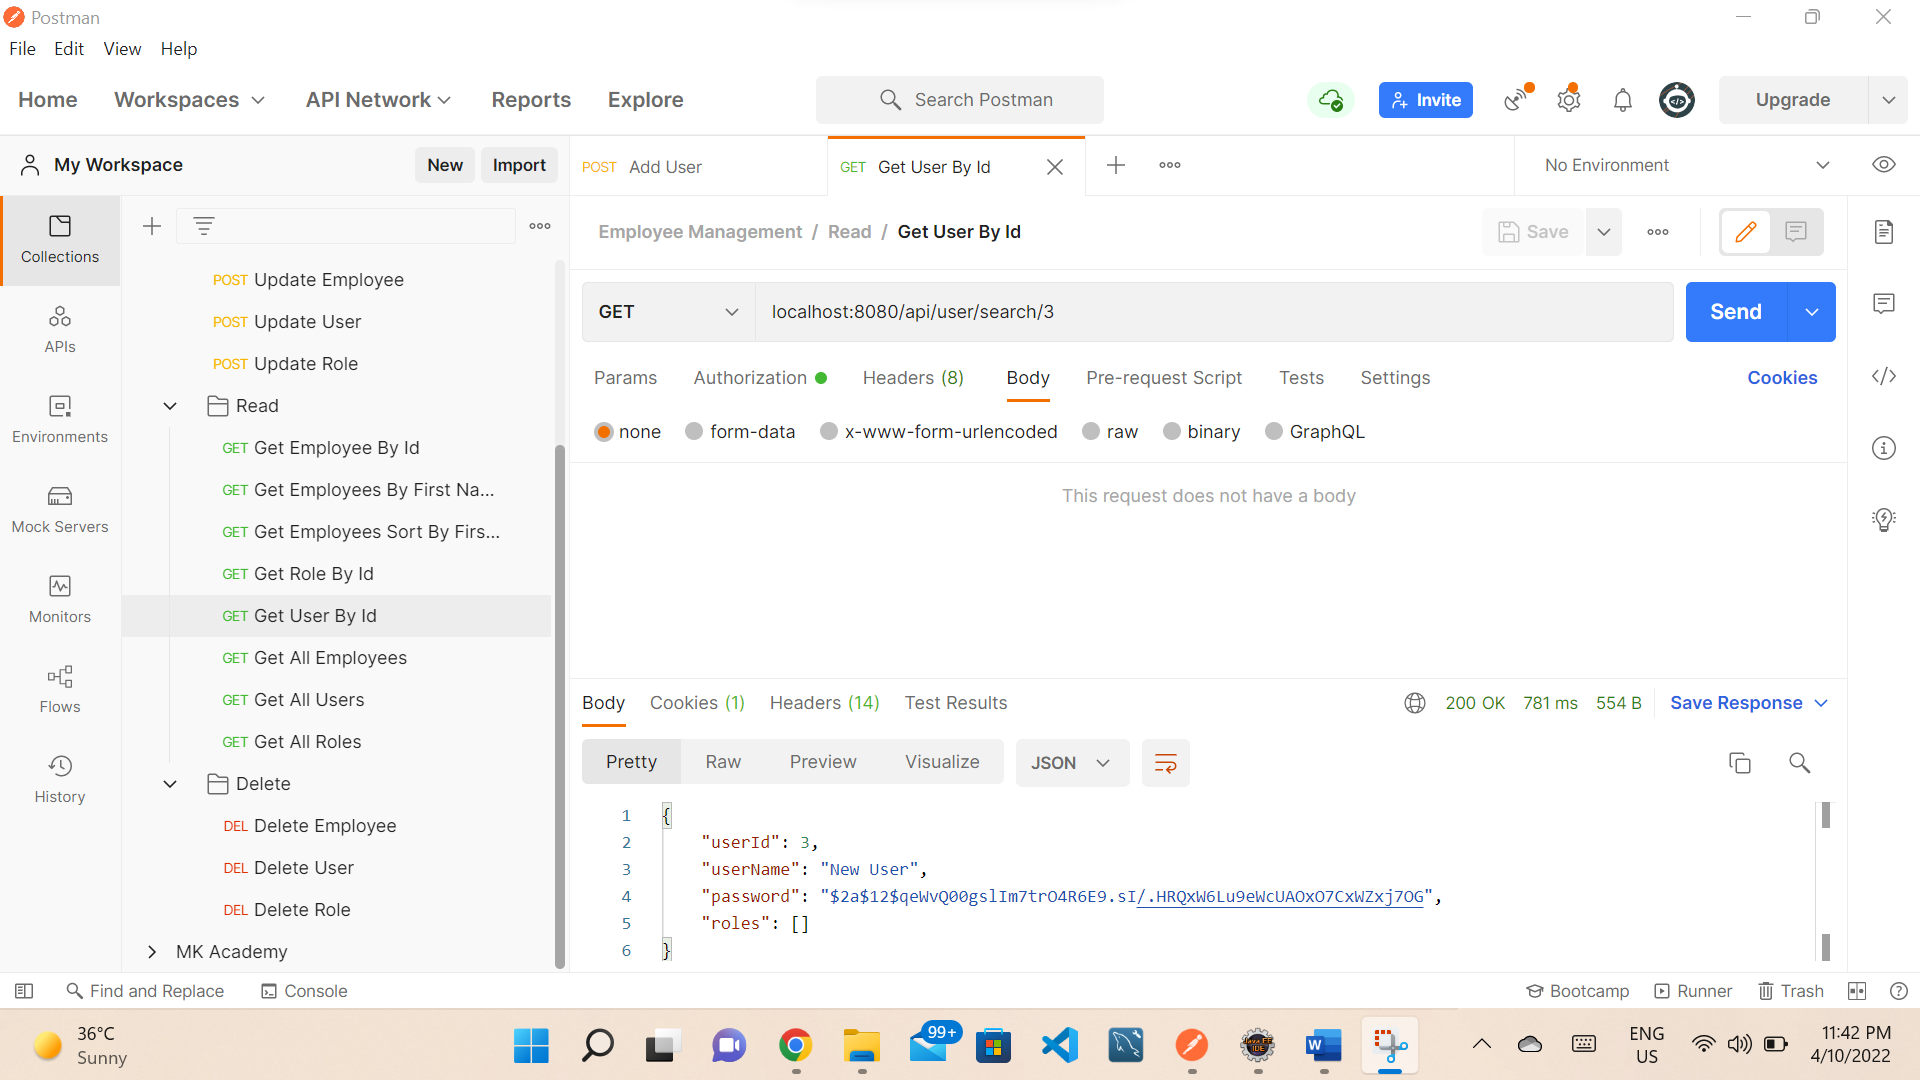 Postman
File Edit View Help
Home Workspaces API Network Reports Explore Search Postman Invite Upgrade
My Workspace New Import POST Add User GET Get User By Id No Environment
Collections
APIs
Environments
Mock Servers
Monitors
Flows
History
POST Update Employee
POST Update User
POST Update Role
Read
GET Get Employee By Id
GET Get Employees By First Na...
GET Get Employees Sort By Firs...
GET Get Role By Id
GET Get User By Id
GET Get All Employees
GET Get All Users
GET Get All Roles
Delete
DEL Delete Employee
DEL Delete User
DEL Delete Role
MK Academy
Employee Management / Read / Get User By Id Save
GET localhost:8080/api/user/search/3 Send
Params Authorization Headers (8) Body Pre-request Script Tests Settings Cookies
none form-data x-www-form-urlencoded raw binary GraphQL
This request does not have a body
Body Cookies (1) Headers (14) Test Results 200 OK 781 ms 554 B Save Response
Pretty Raw Preview Visualize JSON
1 {
2 "userId": 3,
3 "userName": "New User",
4 "password": "$2a$12$qeWvQ00gslIm7trO4R6E9.sI/.HRQxW6Lu9eWcUAOxO7CxWZxj7OG",
5 "roles": []
6 }
Find and Replace Console Bootcamp Runner Trash
36°C
Sunny
99+
Java EE
IDE
W
ENG
US
11:42 PM
4/10/2022